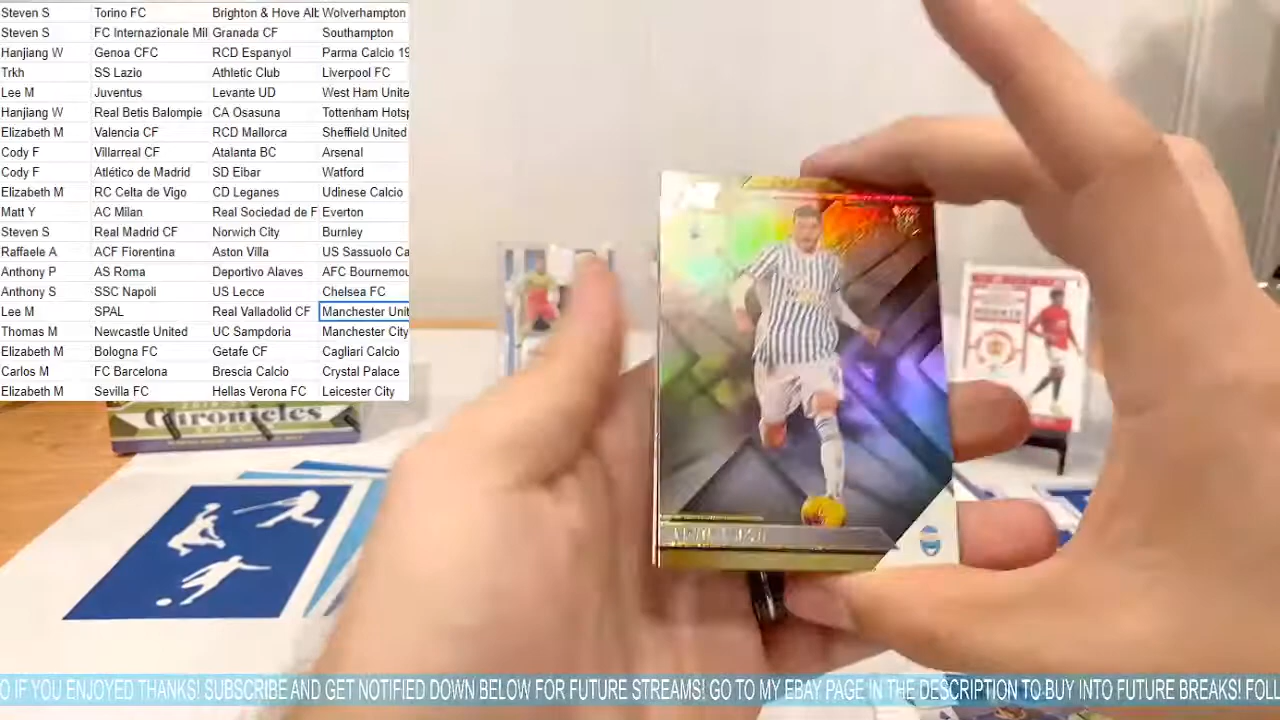 Steven S Torino FC Brighton & Hove Alb Wolverhampton
Steven S FC Internazionale Mil Granada CF Southampton
Hanjiang W Genoa CFC RCD Espanyol Parma Calcio 19
Trkh SS Lazio Athletic Club Liverpool FC
Lee M Juventus Levante UD West Ham Unite
Hanjiang W Real Betis Balompie CA Osasuna Tottenham Hotsp
Elizabeth M Valencia CF RCD Mallorca Sheffield United
Cody F Villarreal CF Atalanta BC Arsenal
Cody F Atlético de Madrid SD Eibar Watford
Elizabeth M RC Celta de Vigo CD Leganes Udinese Calcio
Matt Y AC Milan Real Sociedad de F Everton
Steven S Real Madrid CF Norwich City Burnley
Raffaele A ACF Fiorentina Aston Villa US Sassuolo Ca
Anthony P AS Roma Deportivo Alaves AFC Bournemou
Anthony S SSC Napoli US Lecce Chelsea FC
Lee M SPAL Real Valladolid CF Manchester Unit
Thomas M Newcastle United UC Sampdoria Manchester City
Elizabeth M Bologna FC Getafe CF Cagliari Calcio
Carlos M FC Barcelona Brescia Calcio Crystal Palace
Elizabeth M Sevilla FC Hellas Verona FC Leicester City
Chronicles
O IF YOU ENJOYED THANKS! SUBSCRIBE AND GET NOTIFIED DOWN BELOW FOR FUTURE STREAMS! GO TO MY EBAY PAGE IN THE DESCRIPTION TO BUY INTO FUTURE BREAKS! FOLL